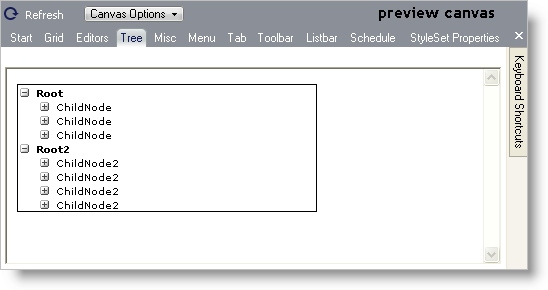 Refresh Canvas Options preview canvas
Start Grid Editors Tree Misc Menu Tab Toolbar Listbar Schedule StyleSet Properties
Keyboard Shortcuts
Root
ChildNode
ChildNode
ChildNode
Root2
ChildNode2
ChildNode2
ChildNode2
ChildNode2